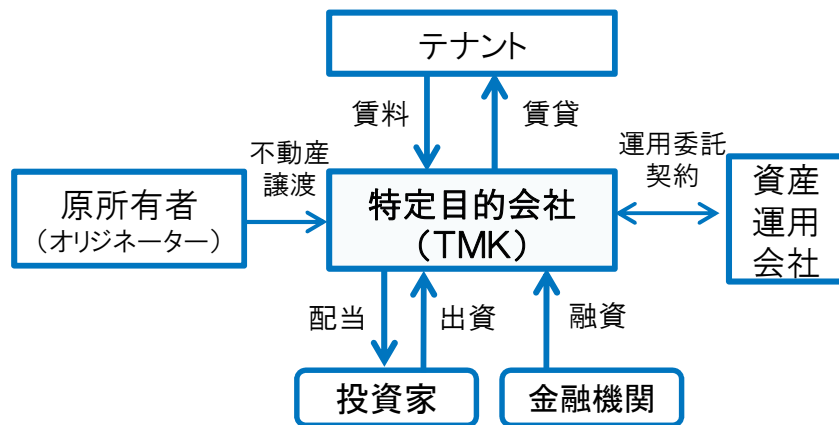 テナント
賃料
賃貸
不動産
譲渡
運用委託
契約
原所有者
（オリジネーター）
特定目的会社
（TMK）
資産
運用
会社
配当
出資
融資
投資家
金融機関